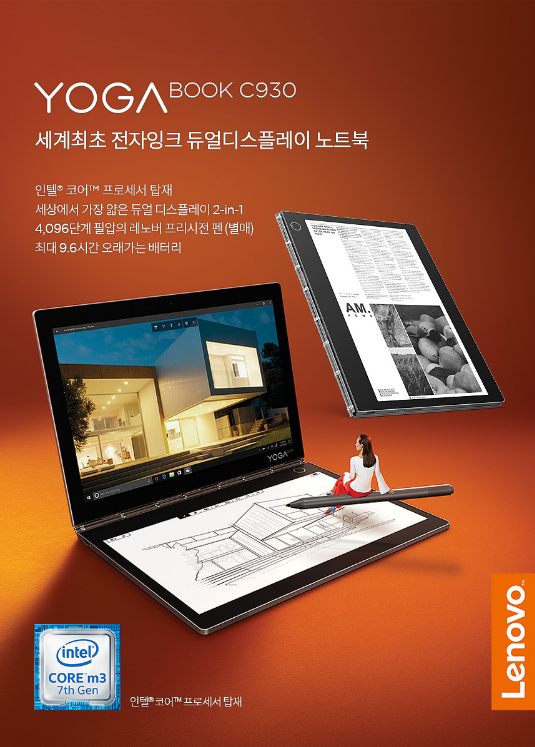 YOGA BOOK C930
세계최초 전자잉크 듀얼디스플레이 노트북
인텔® 코어™ 프로세서 탑재
세상에서 가장 얇은 듀얼 디스플레이 2-in-1
4,096단계 필압의 레노버 프리시전 펜 (별매)
최대 9.6시간 오래가는 배터리
AM.
YOGA
Lenovo™
intel®
CORE™ m3
7th Gen
인텔® 코어™ 프로세서 탑재